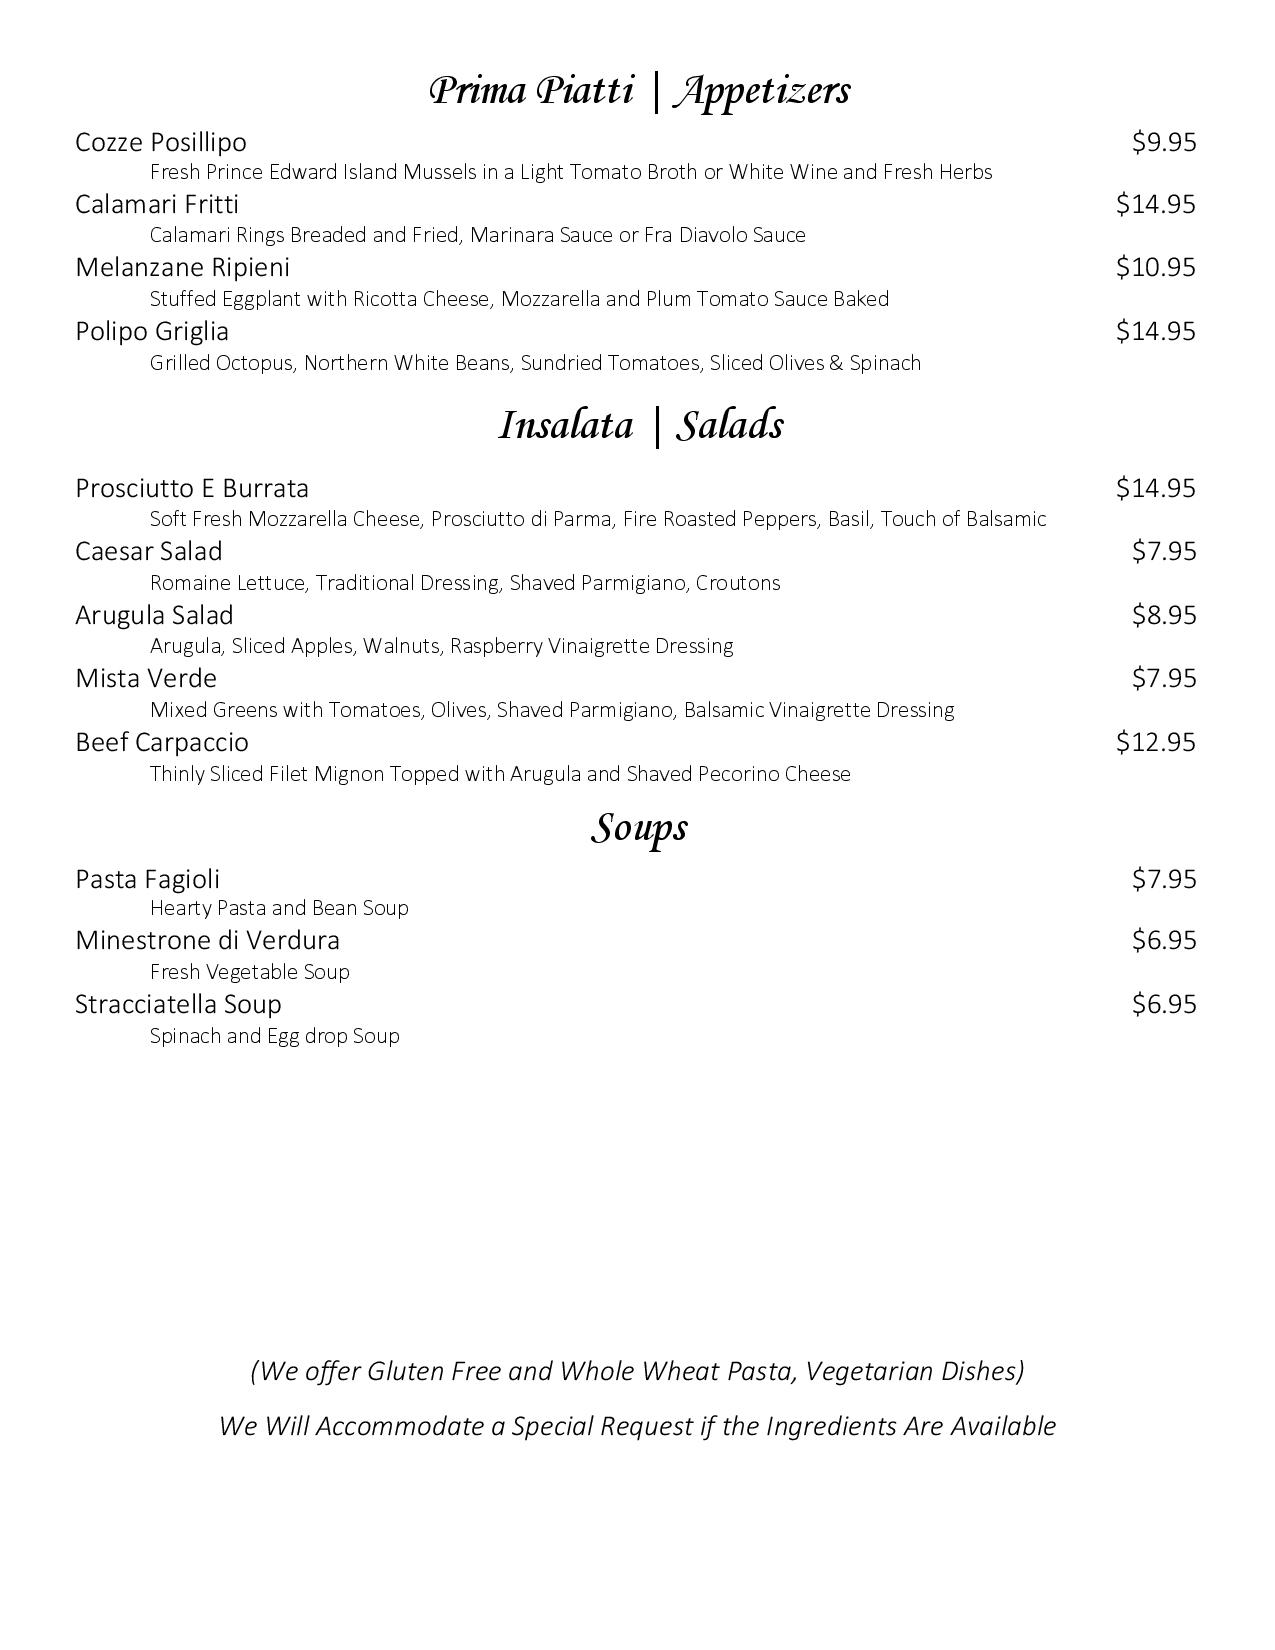 Prima Piatti | Appetizers
Cozze Posillipo $9.95
Fresh Prince Edward Island Mussels in a Light Tomato Broth or White Wine and Fresh Herbs
Calamari Fritti $14.95
Calamari Rings Breaded and Fried, Marinara Sauce or Fra Diavolo Sauce
Melanzane Ripieni $10.95
Stuffed Eggplant with Ricotta Cheese, Mozzarella and Plum Tomato Sauce Baked
Polipo Griglia $14.95
Grilled Octopus, Northern White Beans, Sundried Tomatoes, Sliced Olives & Spinach
Insalata | Salads
Prosciutto E Burrata $14.95
Soft Fresh Mozzarella Cheese, Prosciutto di Parma, Fire Roasted Peppers, Basil, Touch of Balsamic
Caesar Salad $7.95
Romaine Lettuce, Traditional Dressing, Shaved Parmigiano, Croutons
Arugula Salad $8.95
Arugula, Sliced Apples, Walnuts, Raspberry Vinaigrette Dressing
Mista Verde $7.95
Mixed Greens with Tomatoes, Olives, Shaved Parmigiano, Balsamic Vinaigrette Dressing
Beef Carpaccio $12.95
Thinly Sliced Filet Mignon Topped with Arugula and Shaved Pecorino Cheese
Soups
Pasta Fagioli $7.95
Hearty Pasta and Bean Soup
Minestrone di Verdura $6.95
Fresh Vegetable Soup
Stracciatella Soup $6.95
Spinach and Egg drop Soup
(We offer Gluten Free and Whole Wheat Pasta, Vegetarian Dishes)
We Will Accommodate a Special Request if the Ingredients Are Available